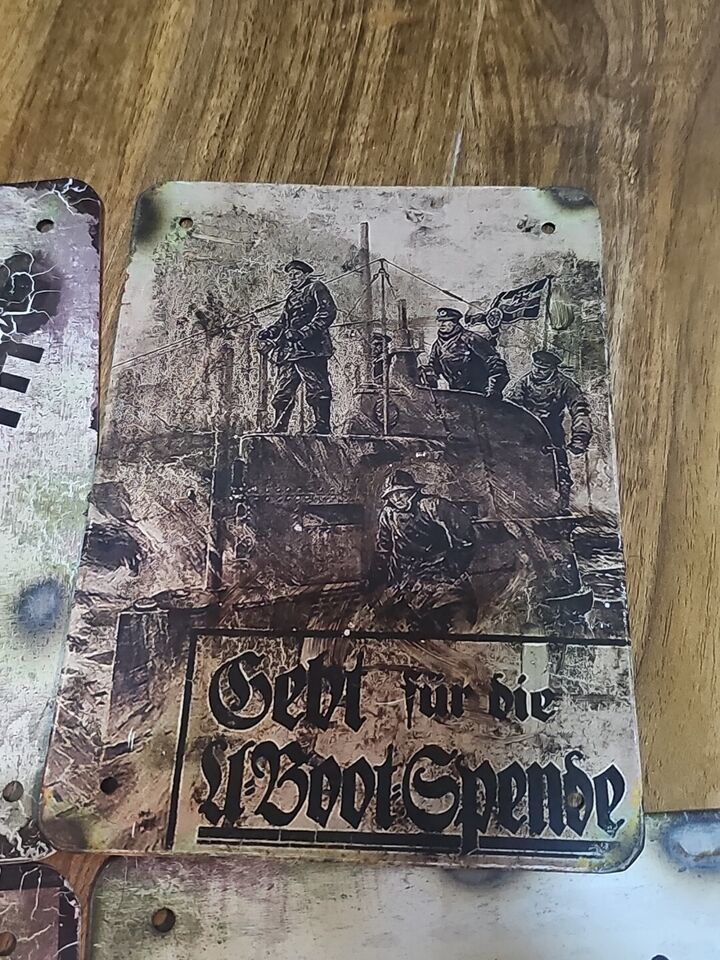 E
Gebt für die
U-Boot-Spende